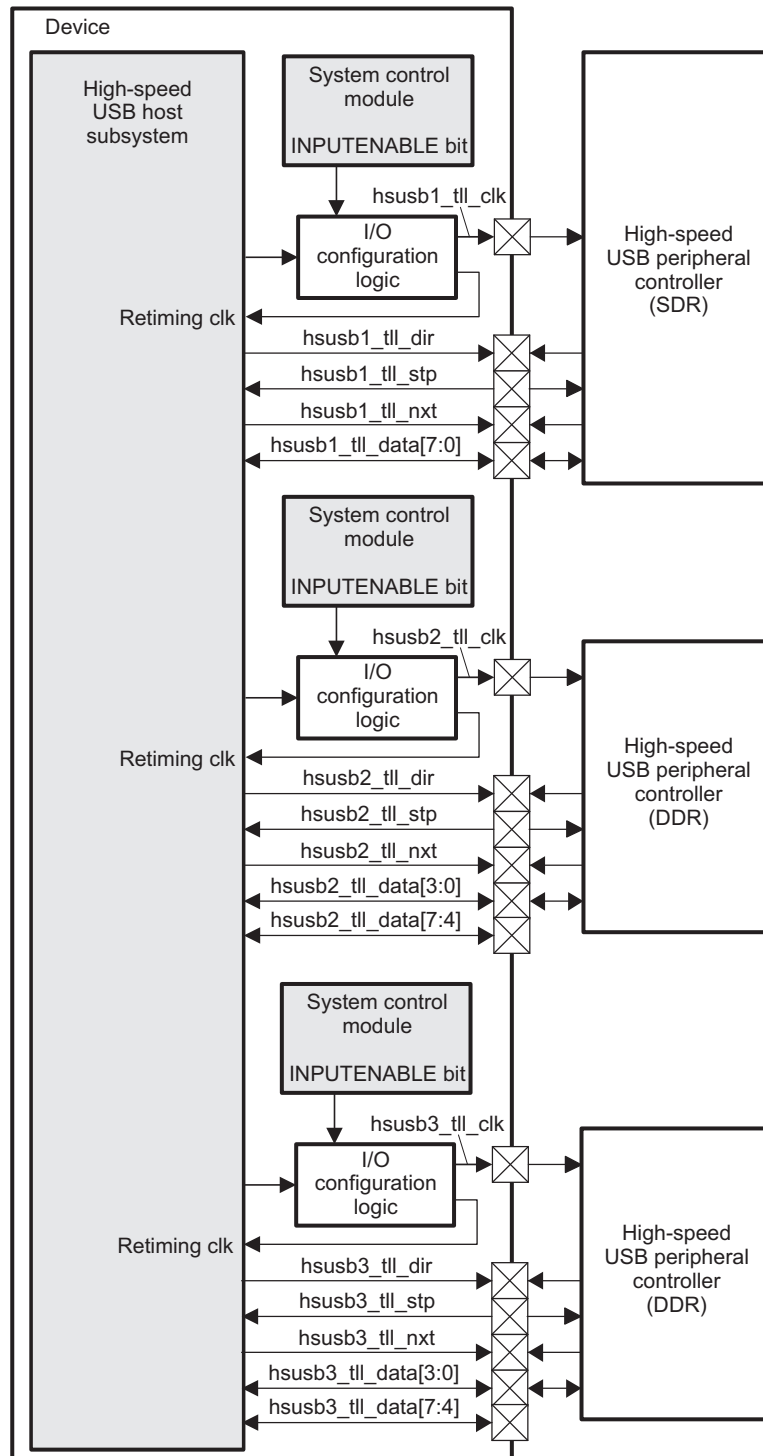 Device
High-speed
USB host
subsystem
System control
module
INPUTENABLE bit
hsusb1_tll_clk
I/O
configuration
logic
High-speed
USB peripheral
controller
(SDR)
Retiming clk
hsusb1_tll_dir
hsusb1_tll_stp
hsusb1_tll_nxt
hsusb1_tll_data[7:0]
System control
module
INPUTENABLE bit
hsusb2_tll_clk
I/O
configuration
logic
High-speed
USB peripheral
controller
(DDR)
Retiming clk
hsusb2_tll_dir
hsusb2_tll_stp
hsusb2_tll_nxt
hsusb2_tll_data[3:0]
hsusb2_tll_data[7:4]
System control
module
INPUTENABLE bit
hsusb3_tll_clk
I/O
configuration
logic
High-speed
USB peripheral
controller
(DDR)
Retiming clk
hsusb3_tll_dir
hsusb3_tll_stp
hsusb3_tll_nxt
hsusb3_tll_data[3:0]
hsusb3_tll_data[7:4]